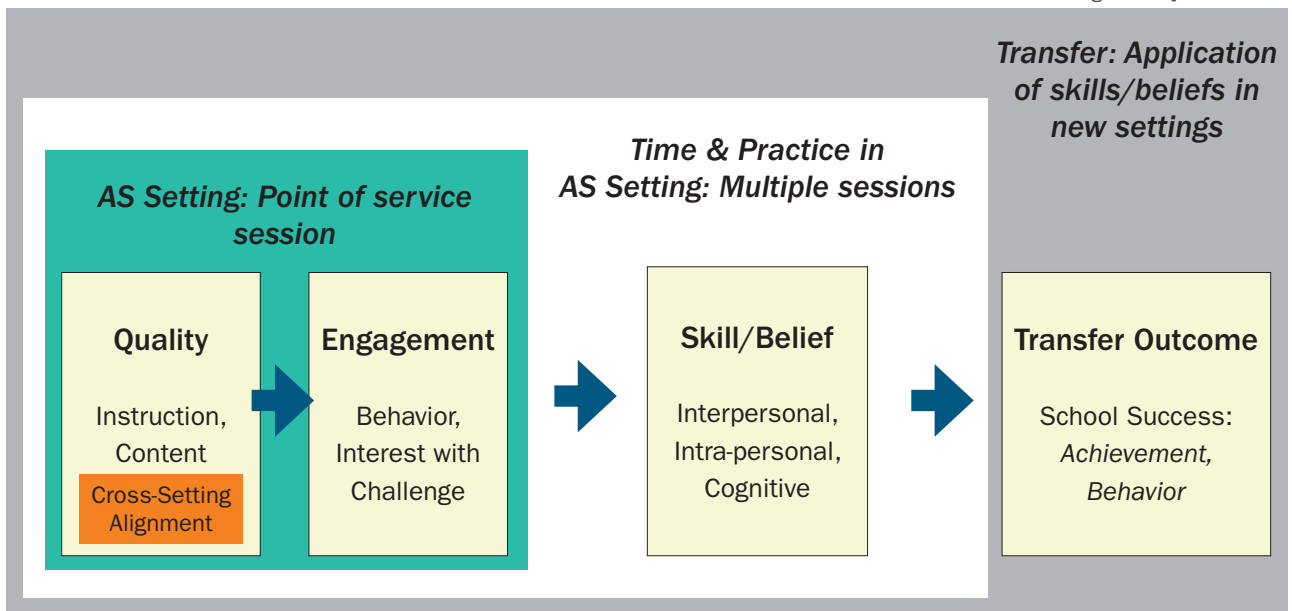 Transfer: Application
of skills/beliefs in
new settings
Time & Practice in
AS Setting: Multiple sessions
AS Setting: Point of service
session
Quality
Instruction,
Content
Cross-Setting
Alignment
Engagement
Behavior,
Interest with
Challenge
Skill/Belief
Interpersonal,
Intra-personal,
Cognitive
Transfer Outcome
School Success:
Achievement,
Behavior